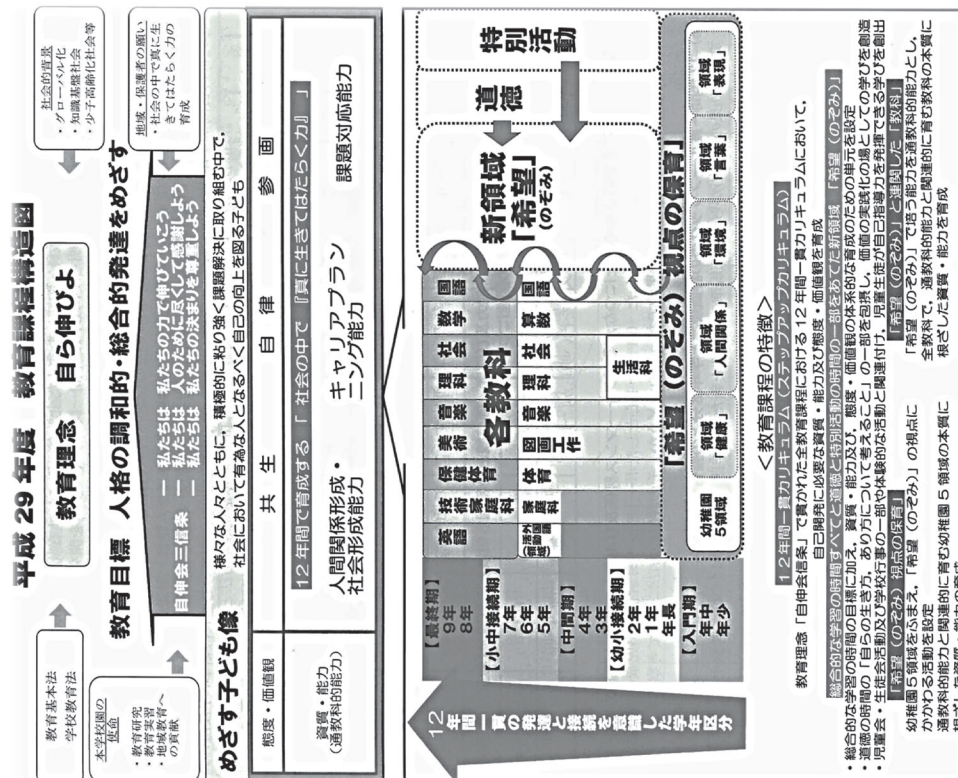 平成 29 年度　教育課程構造図
教育基本法
学校教育法
教育理念　自ら伸びよ
社会的背景
・グローバル化
・知識基盤社会
・少子高齢化社会等
本学校園の
使命
・教育研究
・教育実習
・地域教育へ
の貢献
教育目標　人格の調和的・総合的発達をめざす
自伸会三信条
一　私たちは　私たちの力で伸びていこう
一　私たちは　人のために尽くして感謝しよう
一　私たちは　私たちの決まりを尊重しよう
地域・保護者の願い
・社会の中で真に生
きてはたらく力の
育成
めざす子ども像
様々な人々とともに，積極的に粘り強く課題解決に取り組む中で，
社会において有為な人となるべく自己の向上を図る子ども
態度・価値観
共　生　自　律　参　画
資質・能力
(通教科的能力)
12 年間で育成する「 社会の中で 『真に生きてはたらく力』 」
人間関係形成・
社会形成能力
キャリアプラン
ニング能力
課題対応能力
12年間一貫の発達と接続を意識した学年区分
【最終期】
9年
8年
【小中接続期】
7年
6年
5年
【中間期】
4年
3年
【幼小接続期】
2年
1年
年長
【入門期】
年中
年少
英語
技術家庭科
保健体育
美術
音楽
理科
社会
数学
国語
各教科
外国語活動(領域)
家庭科
体育
図画工作
音楽
理科
社会
算数
国語
生活科
新領域
「希望」
(のぞみ)
道徳
特別活動
「希望 (のぞみ)」視点の保育
幼稚園
5領域
領域
「健康」
領域
「人間関係」
領域
「環境」
領域
「言葉」
領域
「表現」
＜教育課程の特徴＞
12年間一貫カリキュラム (ステップアップカリキュラム)
教育理念「自伸会信条」で貫かれた全教育課程における 12 年間一貫カリキュラムにおいて，
自己開発に必要な資質・能力及び態度・価値観を育成
総合的な学習の時間すべてと道徳と特別活動の時間の一部をあてた新領域 「希望 (のぞみ)」
・総合的な学習の時間の目標に加え，資質・能力及び，態度・価値観の体系的な育成のための単元を設定
・道徳の時間の「自らの生き方，あり方について考えること」の一部を包括し，価値の実践化の場としての学びを創造
・児童会・生徒会活動及び学校行事の一部や体験的な活動と関連付け，児童生徒が自己指導力を発揮できる学びを創出
「希望 (のぞみ) 視点の保育」
幼稚園５領域をふまえ，「希望 (のぞみ)」の視点に
かかわる活動を設定
通教科的能力と関連的に育む幼稚園 5 領域の本質に
根ざした資質・能力の育成
「希望 (のぞみ)」と連関した「教科」
「希望 (のぞみ)」で培う能力を通教科的能力とし，
全教科で，通教科的能力と関連的に育む教科の本質に
根ざした資質・能力を育成